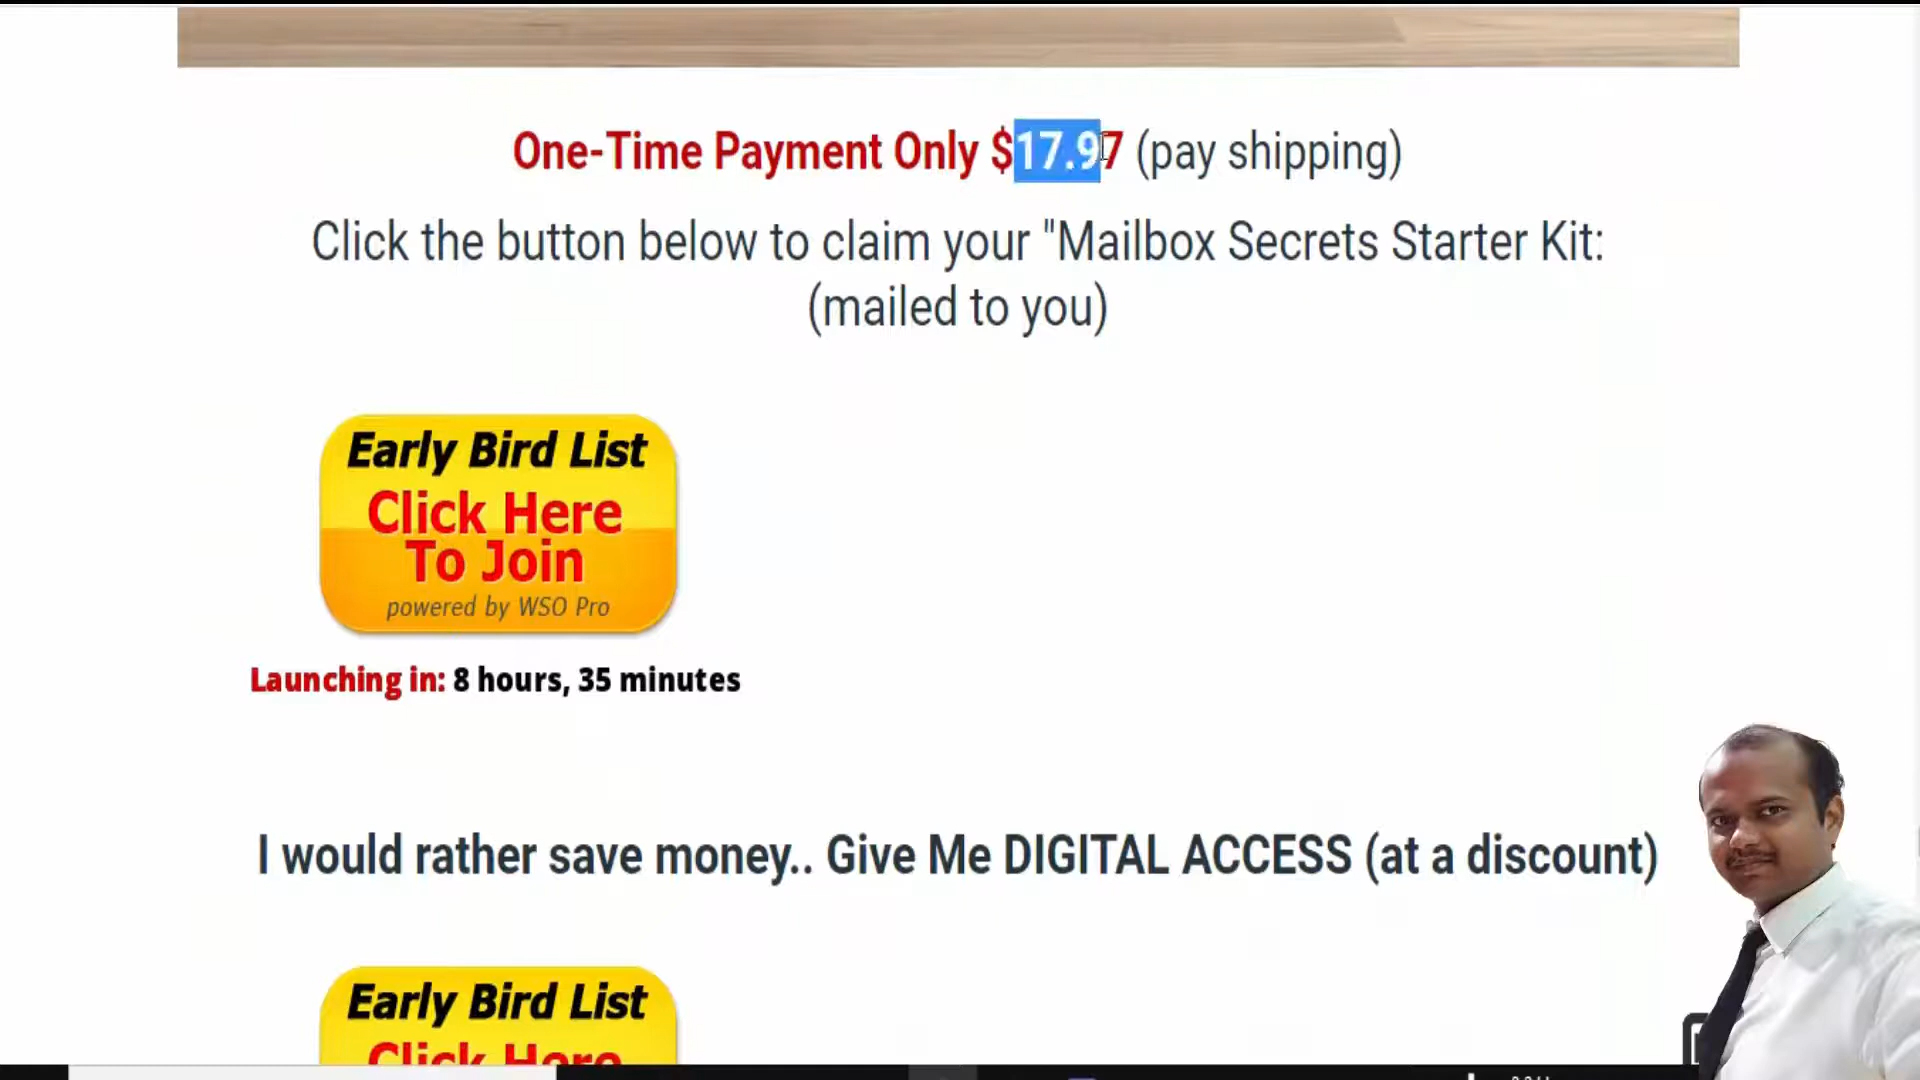 One-Time Payment Only $17.97 (pay shipping)
Click the button below to claim your "Mailbox Secrets Starter Kit:
(mailed to you)
Early Bird List
Click Here
To Join
powered by WSO Pro
Launching in: 8 hours, 35 minutes
I would rather save money.. Give Me DIGITAL ACCESS (at a discount)
Early Bird List
Click Here